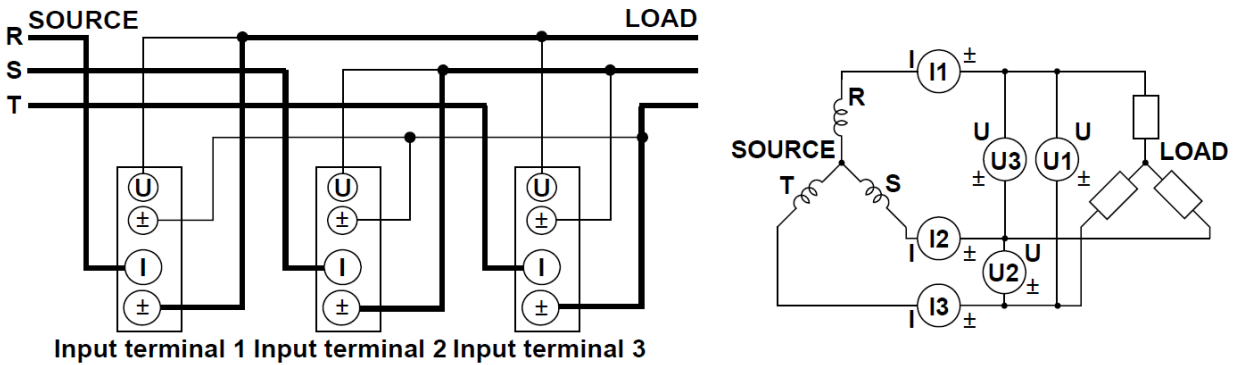 SOURCE LOAD
R
S
T
U U U
± ± ±
I I I
± ± ±
Input terminal 1 Input terminal 2 Input terminal 3
I I1 ±
R
SOURCE
T S
U U3 ±
U U1 ±
LOAD
I I2 ±
U2 U ±
I I3 ±